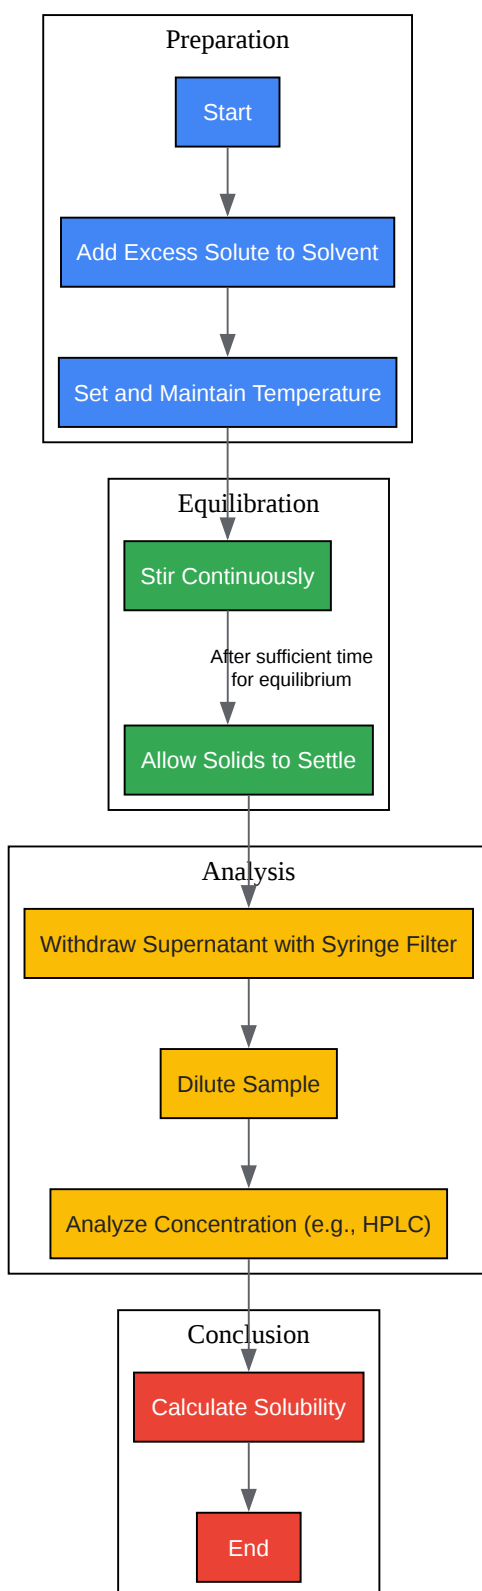 Preparation
Start
Add Excess Solute to Solvent
Set and Maintain Temperature
Equilibration
Stir Continuously
After sufficient time
for equilibrium
Allow Solids to Settle
Analysis
Withdraw Supernatant with Syringe Filter
Dilute Sample
Analyze Concentration (e.g., HPLC)
Conclusion
Calculate Solubility
End